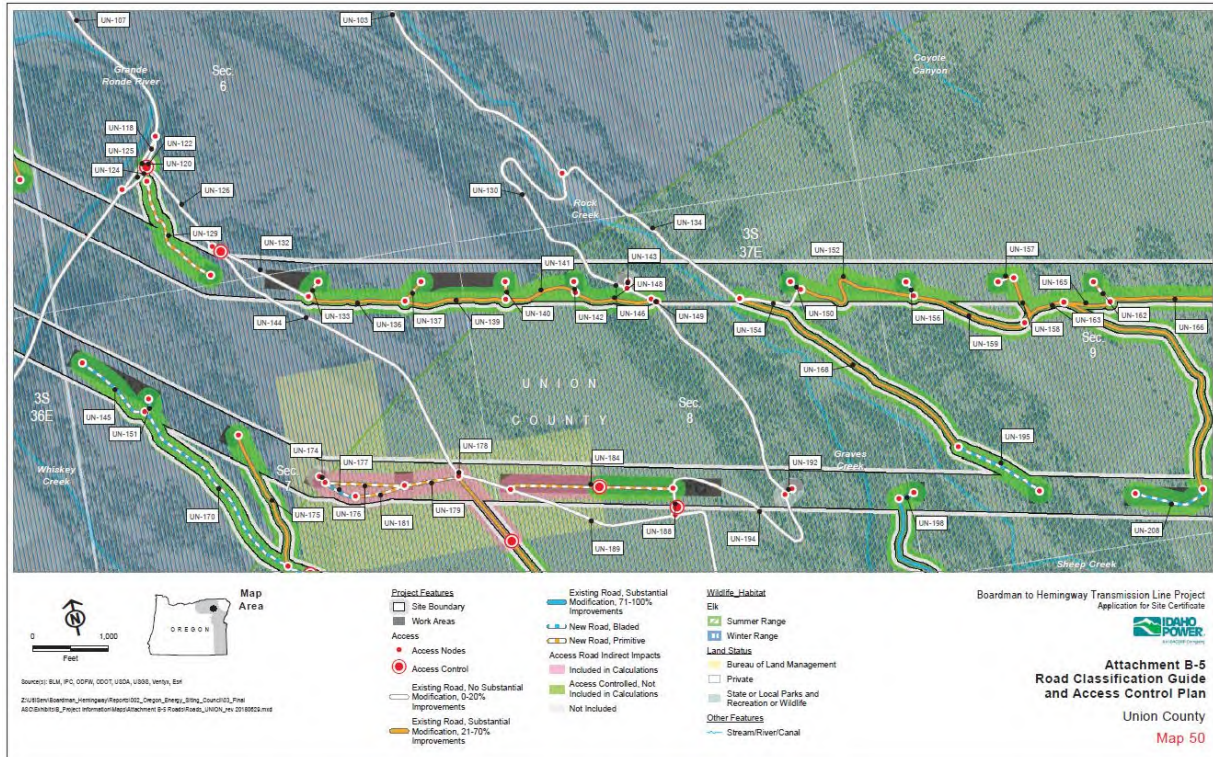 UN-107
UN-103
Grande
Ronde River
Sec.
6
Coyote
Canyon
UN-118
UN-122
UN-125
UN-120
UN-124
UN-126
UN-130
Rock
Creek
UN-134
3S
37E
UN-129
UN-132
UN-141
UN-143
UN-148
UN-152
UN-157
UN-165
UN-144
UN-133
UN-136
UN-137
UN-139
UN-140
UN-142
UN-146
UN-149
UN-154
UN-150
UN-156
UN-159
UN-158
UN-163
UN-162
UN-166
Sec.
9
UN-168
3S
36E
UN-145
UN-151
UNION
COUNTY
Sec.
8
UN-195
Whiskey
Creek
UN-174
UN-177
UN-178
UN-184
UN-192
Graves
Creek
Sec.
7
UN-170
UN-175
UN-176
UN-181
UN-179
UN-189
UN-188
UN-194
UN-198
UN-208
Sheep Creek
N
0 1,000
Feet
OREGON
Map
Area
Source(s): BLM, IPC, ODFW, ODOT, USDA, USGS, Ventyx, Esri
Project Features
Site Boundary
Work Areas
Access
Access Nodes
Access Control
Existing Road, No Substantial
Modification, 0-20%
Improvements
Existing Road, Substantial
Modification, 21-70%
Improvements
Existing Road, Substantial
Modification, 71-100%
Improvements
New Road, Bladed
New Road, Primitive
Access Road Indirect Impacts
Included in Calculations
Access Controlled, Not
Included in Calculations
Not Included
Wildlife_Habitat
Elk
Summer Range
Winter Range
Land Status
Bureau of Land Management
Private
State or Local Parks and
Recreation or Wildlife
Other Features
Stream/River/Canal
Boardman to Hemingway Transmission Line Project
Application for Site Certificate
IDAHO
POWER
Attachment B-5
Road Classification Guide
and Access Control Plan
Union County
Map 50